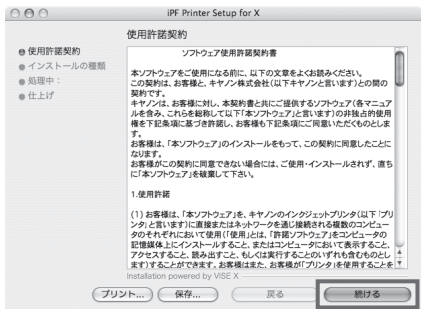 iPF Printer Setup for X
使用許諾契約
使用許諾契約
インストールの種類
処理中：
仕上げ
ソフトウェア使用許諾契約書
本ソフトウェアをご使用になる前に、以下の文章をよくお読みください。
この契約は、お客様と、キヤノン株式会社（以下キヤノンと言います）との間の
契約です。
キヤノンは、お客様に対し、本契約書と共にご提供するソフトウェア（各マニュア
ルを含み、これらを総称して以下「本ソフトウェア」と言います）の非独占的使用
権を下記条項に基づき許諾し、お客様も下記条項にご同意いただくものとしま
す。
お客様は、「本ソフトウェア」のインストールをもって、この契約に同意したことに
なります。
お客様がこの契約に同意できない場合には、ご使用・インストールされず、直ち
に「本ソフトウェア」を破棄して下さい。
1.使用許諾
(1) お客様は、「本ソフトウェア」を、キヤノンのインクジェットプリンタ（以下「プリ
ンタ」と言います）に直接またはネットワークを通じ接続される複数のコンピュー
タのそれぞれにおいて使用（「使用」とは、「許諾ソフトウェア」をコンピュータの
記憶媒体上にインストールすること、またはコンピュータにおいて表示すること、
アクセスすること、読み出すこと、もしくは実行することのいずれも含むものとし
ます）することができます。お客様はまた、お客様が「プリンタ」を使用することを
Installation powered by VISE X
プリント...
保存...
戻る
続ける